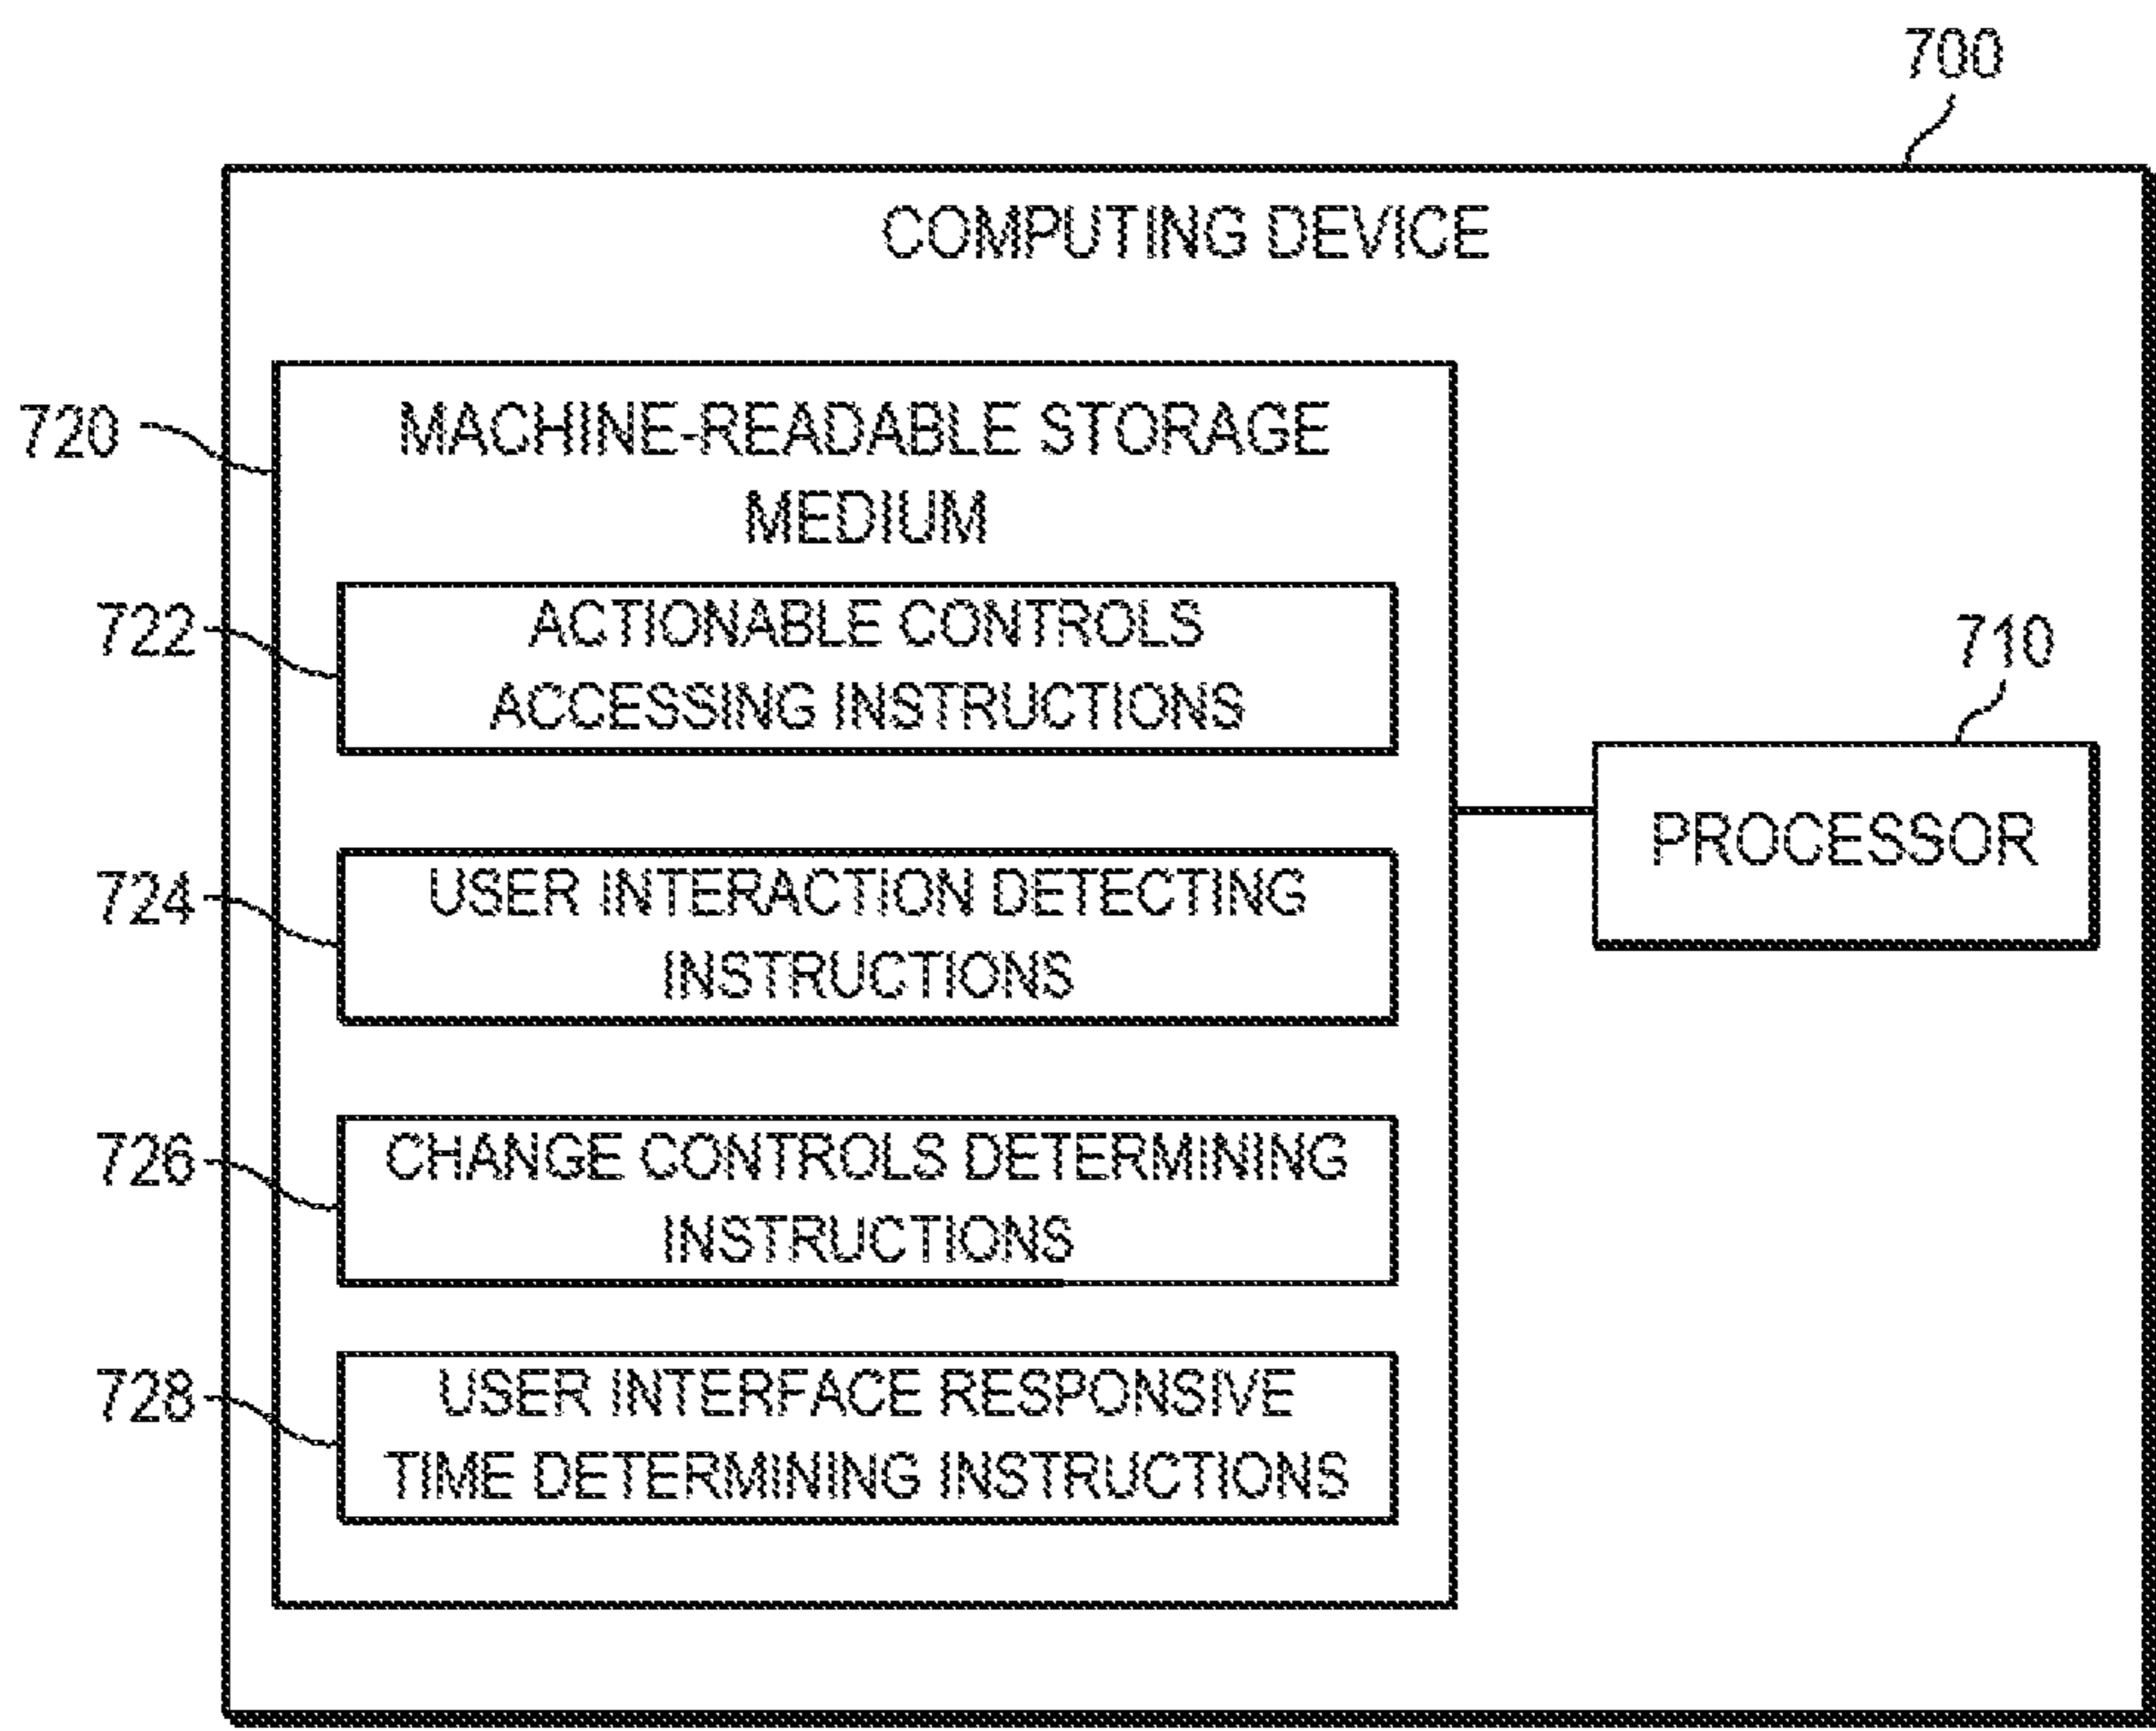 700
COMPUTING DEVICE
720
MACHINE-READABLE STORAGE
MEDIUM
722
ACTIONABLE CONTROLS
ACCESSING INSTRUCTIONS
710
PROCESSOR
724
USER INTERACTION DETECTING
INSTRUCTIONS
726
CHANGE CONTROLS DETERMINING
INSTRUCTIONS
728
USER INTERFACE RESPONSIVE
TIME DETERMINING INSTRUCTIONS